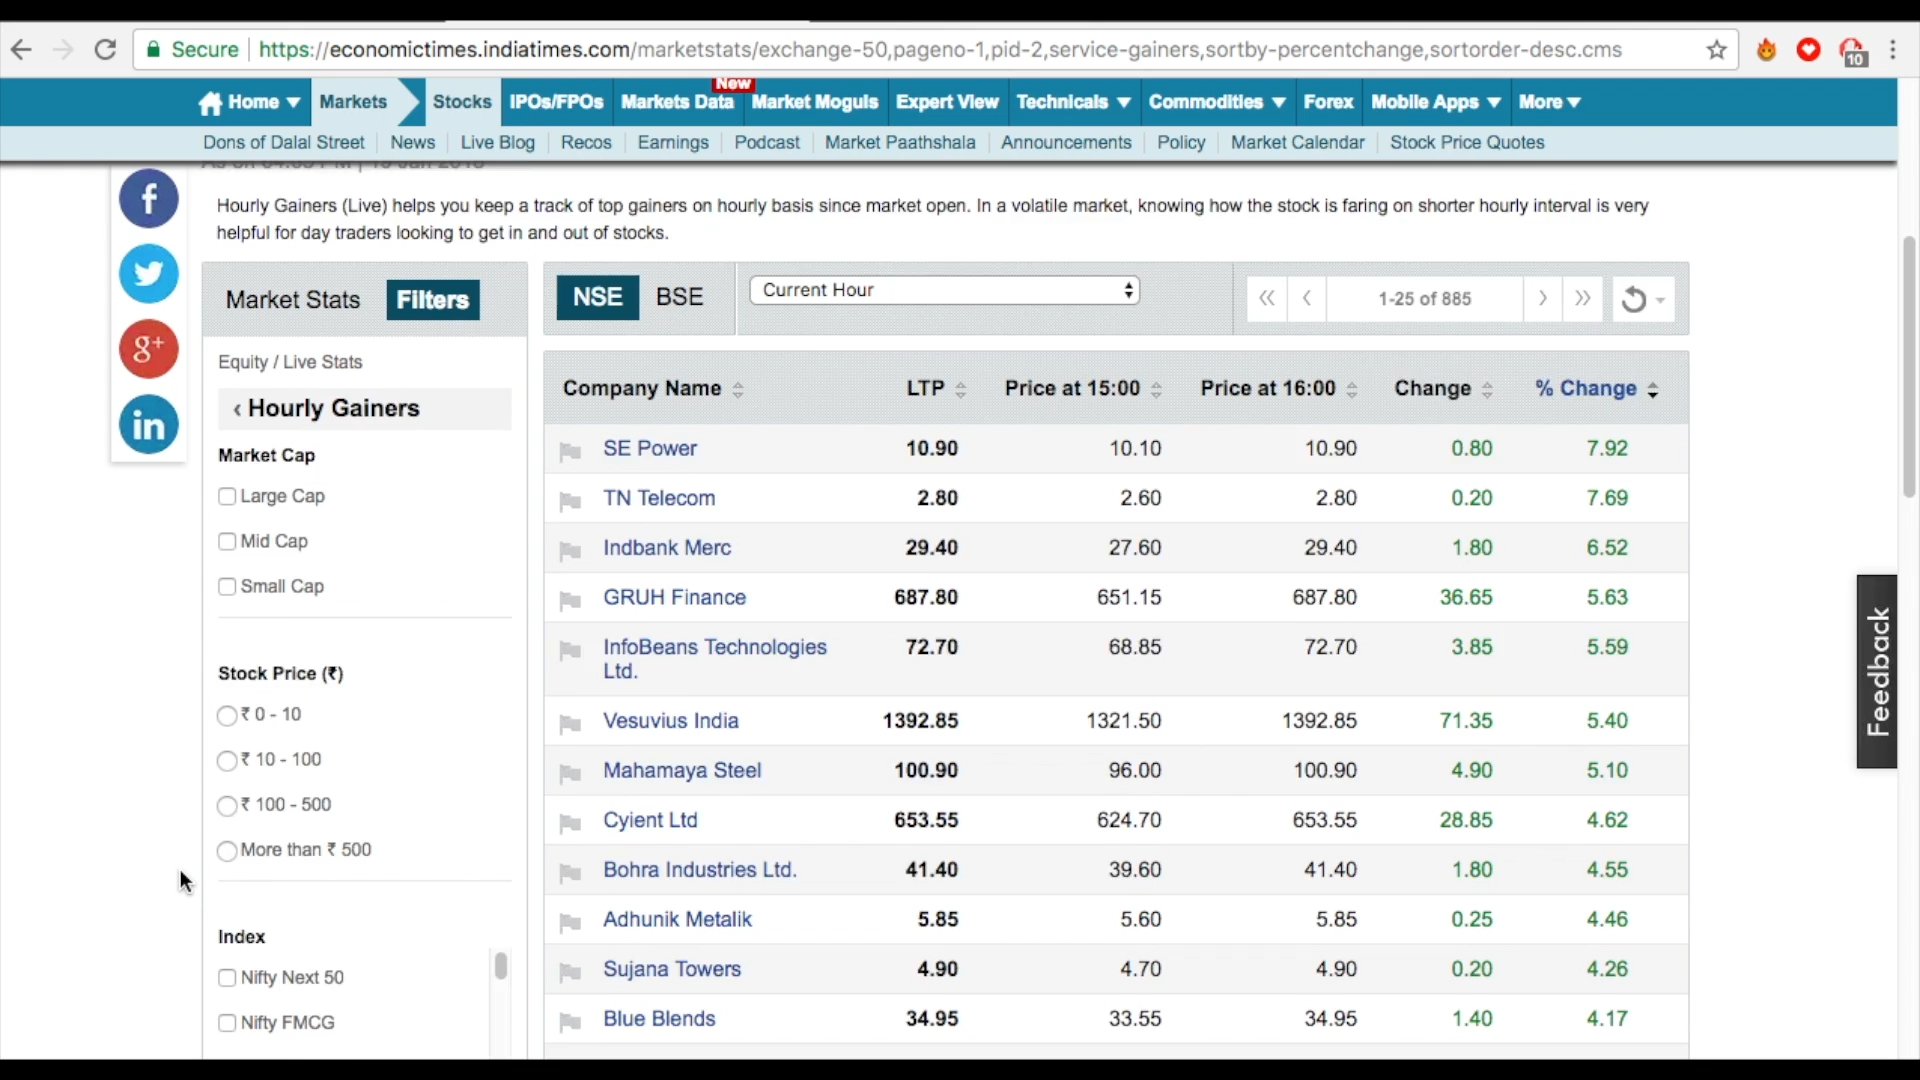 Secure https://economictimes.indiatimes.com/marketstats/exchange-50,pageno-1,pid-2,service-gainers,sortby-percentchange,sortorder-desc.cms
10
New
Home Markets Stocks IPOs/FPOs Markets Data Market Moguls Expert View Technicals Commodities Forex Mobile Apps More
Dons of Dalal Street News Live Blog Recos Earnings Podcast Market Paathshala Announcements Policy Market Calendar Stock Price Quotes
Hourly Gainers (Live) helps you keep a track of top gainers on hourly basis since market open. In a volatile market, knowing how the stock is faring on shorter hourly interval is very
helpful for day traders looking to get in and out of stocks.
f
g+
in
Market Stats Filters
Equity / Live Stats
‹ Hourly Gainers
Market Cap
Large Cap
Mid Cap
Small Cap
Stock Price (₹)
₹ 0 - 10
₹ 10 - 100
₹ 100 - 500
More than ₹ 500
Index
Nifty Next 50
Nifty FMCG
NSE BSE Current Hour 1-25 of 885
Company Name LTP Price at 15:00 Price at 16:00 Change % Change
SE Power 10.90 10.10 10.90 0.80 7.92
TN Telecom 2.80 2.60 2.80 0.20 7.69
Indbank Merc 29.40 27.60 29.40 1.80 6.52
GRUH Finance 687.80 651.15 687.80 36.65 5.63
InfoBeans Technologies 72.70 68.85 72.70 3.85 5.59
Ltd.
Vesuvius India 1392.85 1321.50 1392.85 71.35 5.40
Mahamaya Steel 100.90 96.00 100.90 4.90 5.10
Cyient Ltd 653.55 624.70 653.55 28.85 4.62
Bohra Industries Ltd. 41.40 39.60 41.40 1.80 4.55
Adhunik Metalik 5.85 5.60 5.85 0.25 4.46
Sujana Towers 4.90 4.70 4.90 0.20 4.26
Blue Blends 34.95 33.55 34.95 1.40 4.17
Feedback